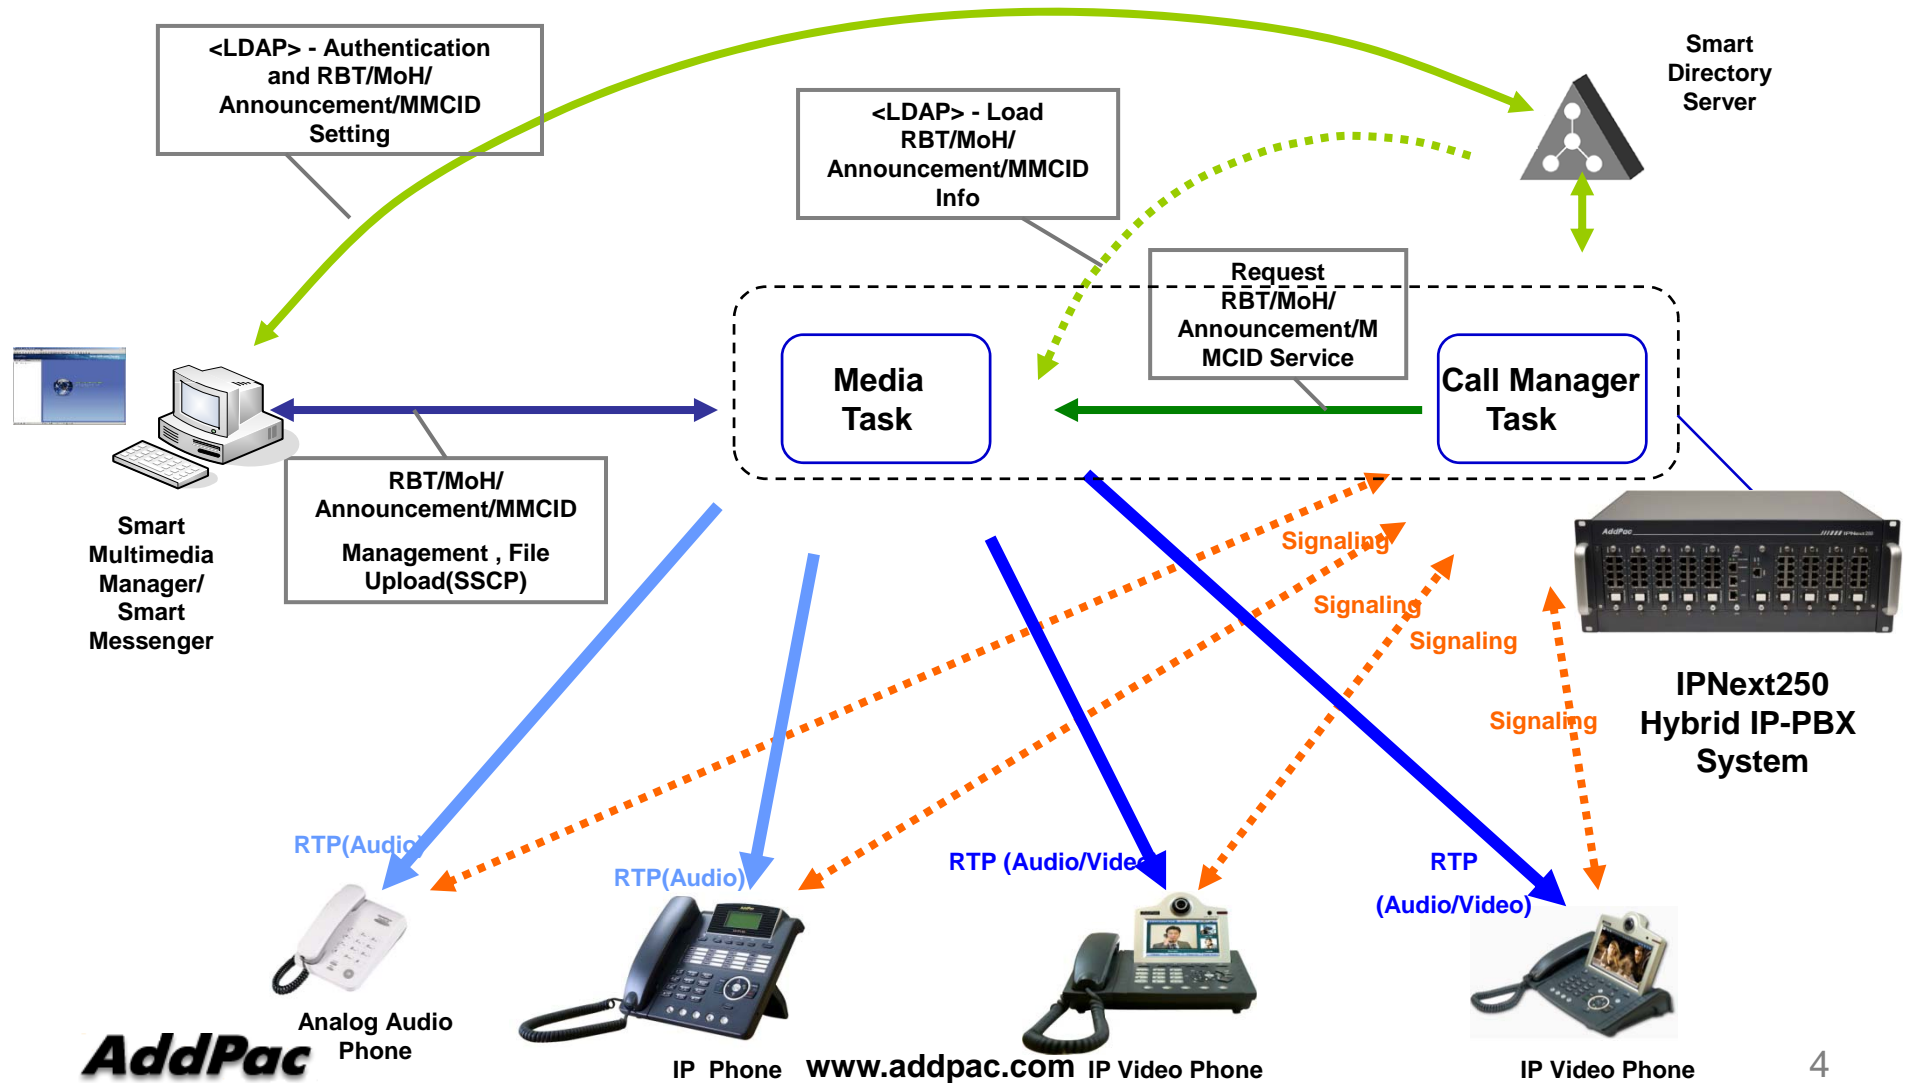 <LDAP> - Authentication
and RBT/MoH/
Announcement/MMCID
Setting
<LDAP> - Load
RBT/MoH/
Announcement/MMCID
Info
Smart
Directory
Server
Request
RBT/MoH/
Announcement/M
MCID Service
Media
Task
Call Manager
Task
RBT/MoH/
Announcement/MMCID
Management , File
Upload(SSCP)
Smart
Multimedia
Manager/
Smart
Messenger
Signaling
Signaling
Signaling
Signaling
AddPac
IPNext250
Hybrid IP-PBX
System
RTP(Audio)
RTP(Audio)
RTP (Audio/Video
RTP
(Audio/Video)
Analog Audio
Phone
IP Phone
IP Video Phone
IP Video Phone
AddPac
www.addpac.com
4